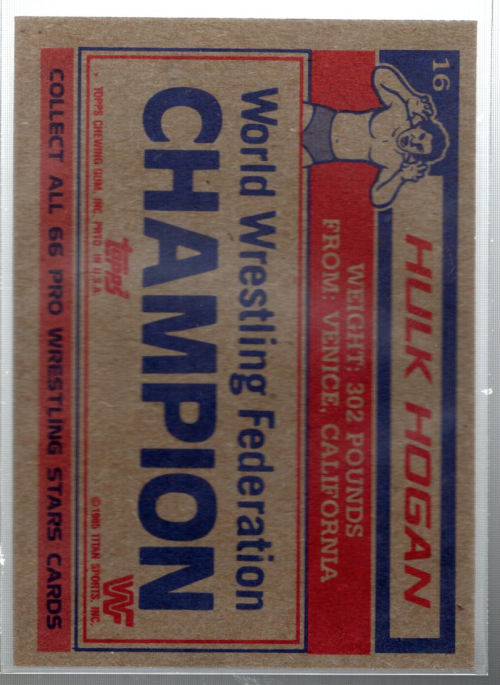 16
HULK HOGAN
WEIGHT: 302 POUNDS
FROM: VENICE, CALIFORNIA
World Wrestling Federation
CHAMPION
* TOPPS CHEWING GUM, INC. PRTD. IN U.S.A.
topps®
©1985 TITAN SPORTS, INC.
WF
COLLECT ALL 66 PRO WRESTLING STARS CARDS